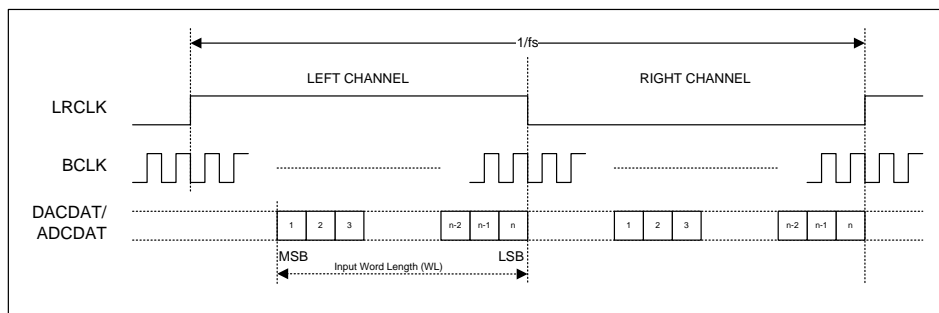 1/fs
LEFT CHANNEL RIGHT CHANNEL
LRCLK
BCLK
DACDAT/
ADCDAT
1 2 3 n-2 n-1 n 1 2 3 n-2 n-1 n
MSB LSB
Input Word Length (WL)